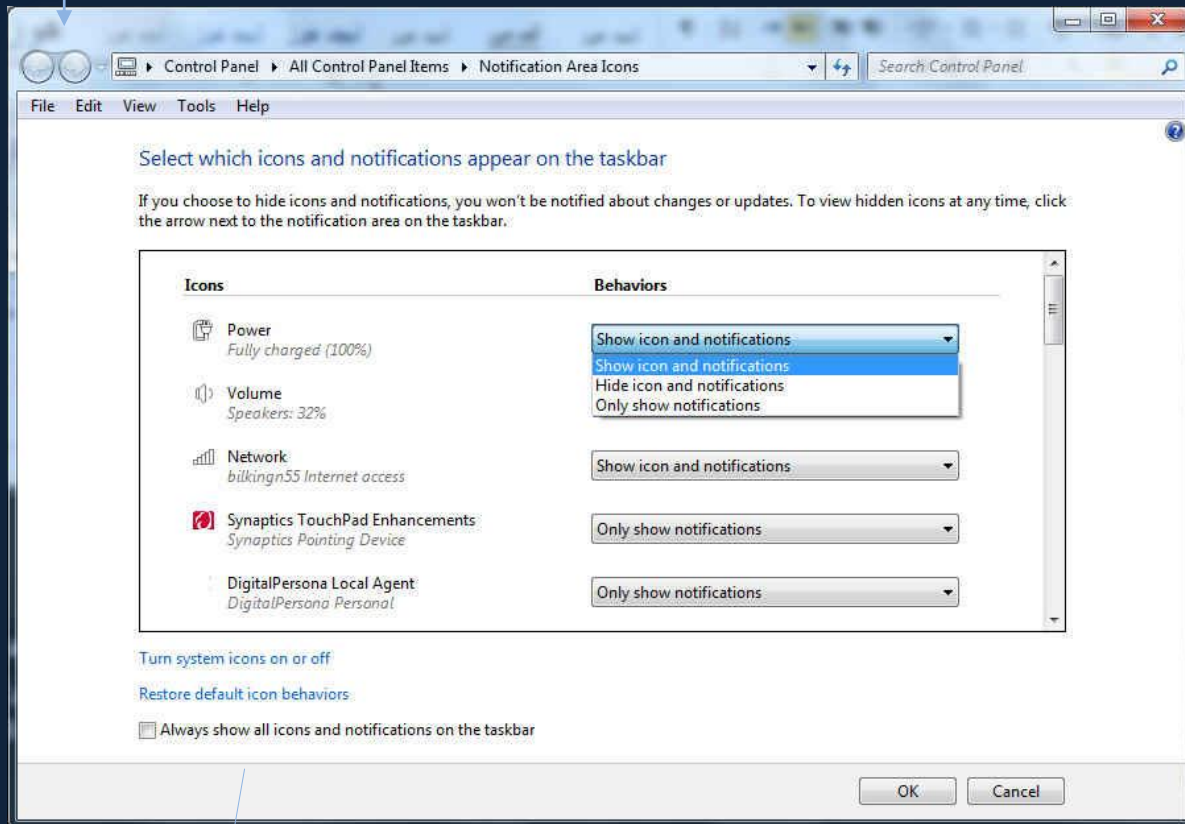 Control Panel ▸ All Control Panel Items ▸ Notification Area Icons
Search Control Panel
File Edit View Tools Help
Select which icons and notifications appear on the taskbar
If you choose to hide icons and notifications, you won't be notified about changes or updates. To view hidden icons at any time, click
the arrow next to the notification area on the taskbar.
Icons Behaviors
Power
Fully charged (100%)
Show icon and notifications
Show icon and notifications
Hide icon and notifications
Only show notifications
Volume
Speakers: 32%
Network
bilkingn55 Internet access
Show icon and notifications
Synaptics TouchPad Enhancements
Synaptics Pointing Device
Only show notifications
DigitalPersona Local Agent
DigitalPersona Personal
Only show notifications
Turn system icons on or off
Restore default icon behaviors
Always show all icons and notifications on the taskbar
OK Cancel